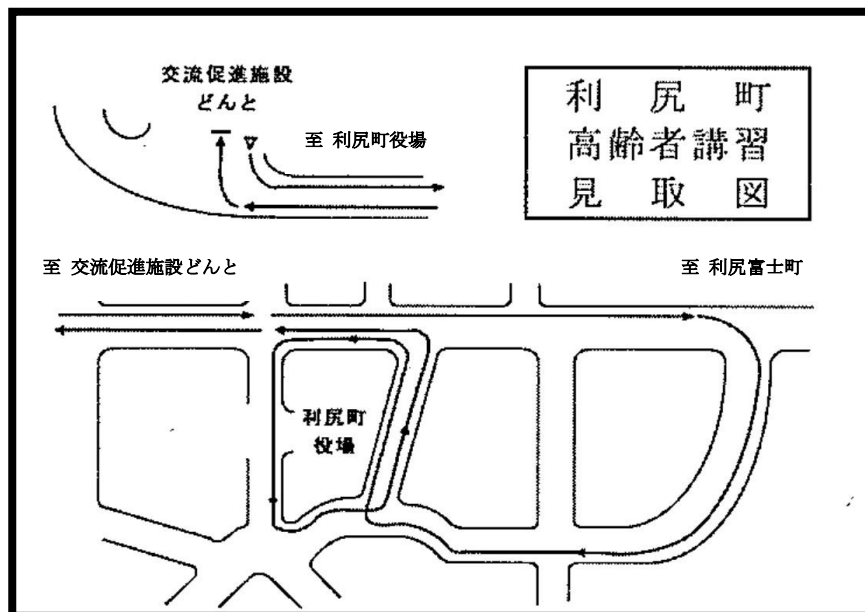 交流促進施設
どんと
至 利尻町役場
利 尻 町
高齢者講習
見 取 図
至 交流促進施設どんと
至 利尻富士町
利尻町
役場